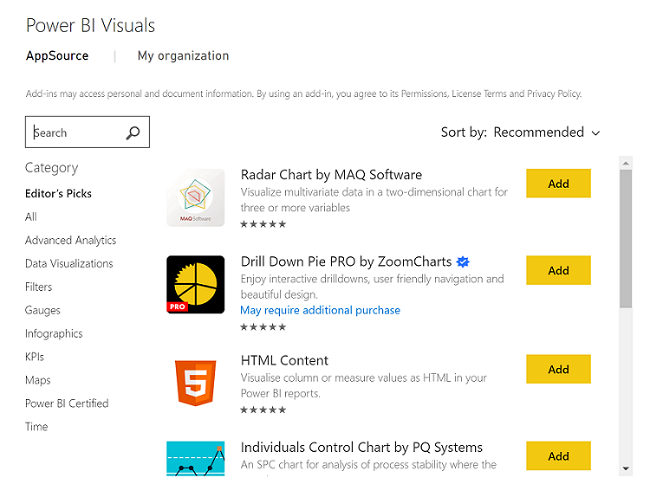 Power BI Visuals
AppSource | My organization
Add-ins may access personal and document information. By using an add-in, you agree to its Permissions, License Terms and Privacy Policy.
Search
Sort by: Recommended
Category
Editor's Picks
All
Advanced Analytics
Data Visualizations
Filters
Gauges
Infographics
KPIs
Maps
Power BI Certified
Time
MAQ Software
Radar Chart by MAQ Software
Visualize multivariate data in a two-dimensional chart for
three or more variables
Add
PRO
Drill Down Pie PRO by ZoomCharts
Enjoy interactive drilldowns, user friendly navigation and
beautiful design.
May require additional purchase
Add
5
HTML Content
Visualise column or measure values as HTML in your
Power BI reports.
Add
Individuals Control Chart by PQ Systems
An SPC chart for analysis of process stability where the
Add